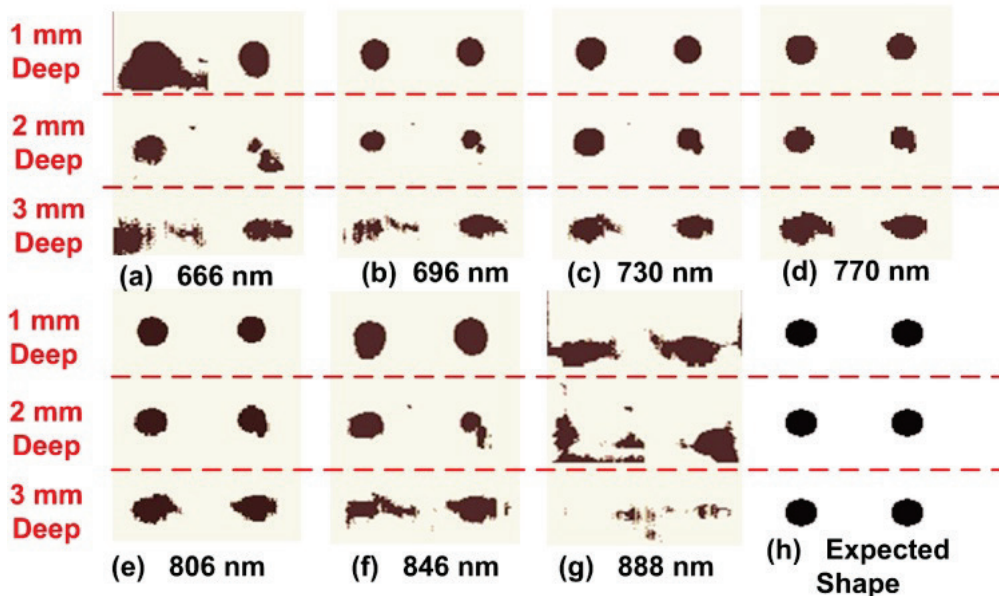 1 mm
Deep
2 mm
Deep
3 mm
Deep
(a) 666 nm
(b) 696 nm
(c) 730 nm
(d) 770 nm
1 mm
Deep
2 mm
Deep
3 mm
Deep
(e) 806 nm
(f) 846 nm
(g) 888 nm
(h) Expected
Shape